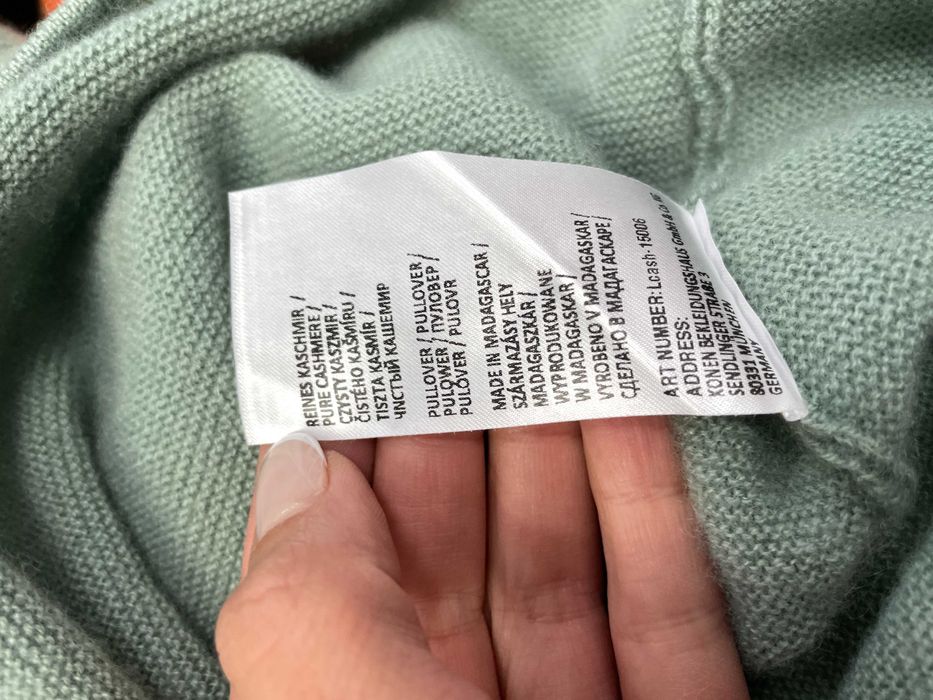 REINES KASCHMIR /
PURE CASHMERE /
CZYSTY KASZMIR /
ČISTÉHO KAŠMÍRU /
TISZTA KASMÍR /
ЧИСТЫЙ КАШЕМИР
PULLOVER / PULLOVER /
PULOWER / ПУЛОВЕР /
PULÓVER / PULOVR
MADE IN MADAGASCAR /
SZÁRMAZÁSY HELY
MADAGASZKÁR /
WYPRODUKOWANE
W MADAGASKAR /
VYROBENO V MADAGASKAR /
СДЕЛАНО В МАДАГАСКАРЕ /
ART NUMBER: Lcash-15006
ADDRESS:
KONEN BEKLEIDUNGSHAUS GmbH & Co. KG
SENDLINGER STRAßE 3
80331 MÜNCHEN
GERMANY